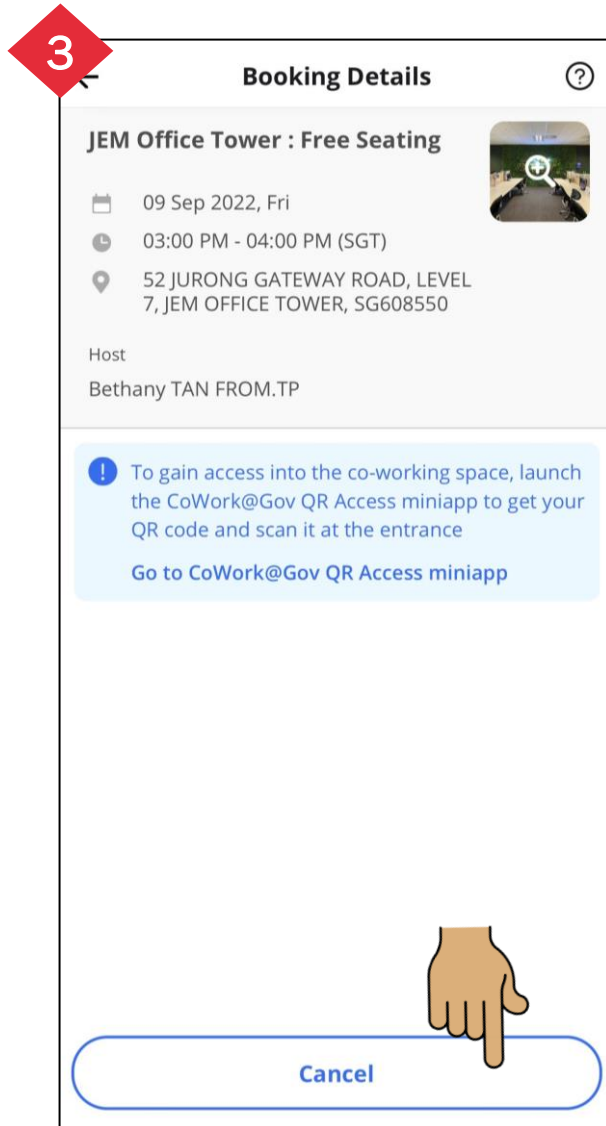 3
Booking Details
JEM Office Tower : Free Seating
09 Sep 2022, Fri
03:00 PM - 04:00 PM (SGT)
52 JURONG GATEWAY ROAD, LEVEL
7, JEM OFFICE TOWER, SG608550
Host
Bethany TAN FROM.TP
To gain access into the co-working space, launch
the CoWork@Gov QR Access miniapp to get your
QR code and scan it at the entrance
Go to CoWork@Gov QR Access miniapp
Cancel